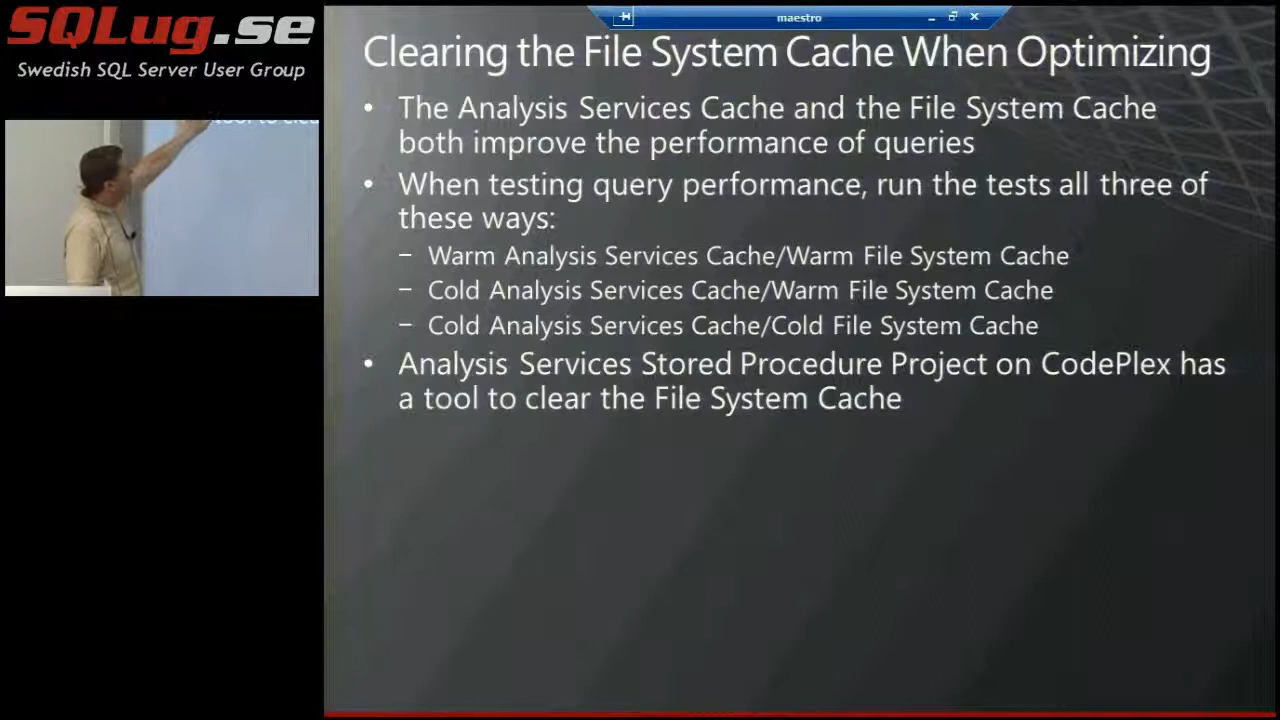 SQLug.se
Swedish SQL Server User Group
maestro
Clearing the File System Cache When Optimizing
• The Analysis Services Cache and the File System Cache
both improve the performance of queries
• When testing query performance, run the tests all three of
these ways:
– Warm Analysis Services Cache/Warm File System Cache
– Cold Analysis Services Cache/Warm File System Cache
– Cold Analysis Services Cache/Cold File System Cache
• Analysis Services Stored Procedure Project on CodePlex has
a tool to clear the File System Cache